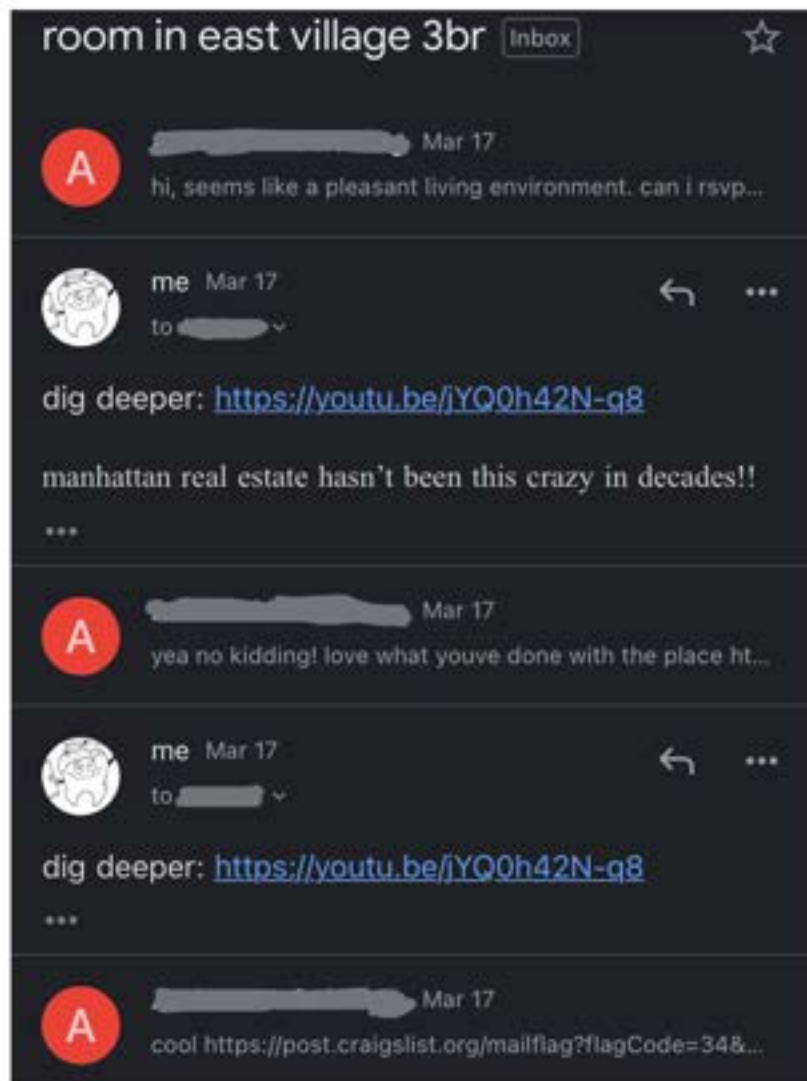 room in east village 3br Inbox
A
Mar 17
hi, seems like a pleasant living environment. can i rsvp...
me Mar 17
to
dig deeper: https://youtu.be/jYQ0h42N-q8
manhattan real estate hasn't been this crazy in decades!!
A
Mar 17
yea no kidding! love what youve done with the place ht...
me Mar 17
to
dig deeper: https://youtu.be/jYQ0h42N-q8
A
Mar 17
cool https://post.craigslist.org/mailflag?flagCode=34&...